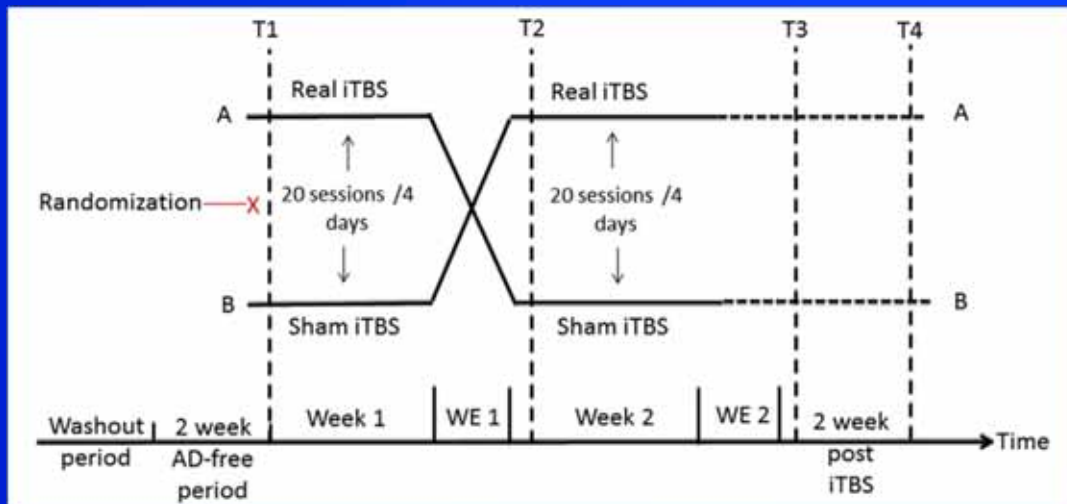 T1 T2 T3 T4
Real iTBS Real iTBS
A A
20 sessions /4 days 20 sessions /4 days
Randomization X
B B
Sham iTBS Sham iTBS
Washout period 2 week AD-free period Week 1 WE 1 Week 2 WE 2 2 week post iTBS Time